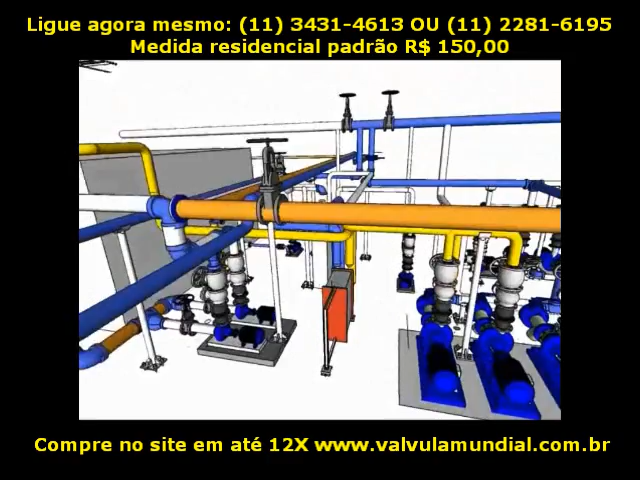 Ligue agora mesmo: (11) 3431-4613 OU (11) 2281-6195
Medida residencial padrão R$ 150,00
Compre no site em até 12X www.valvulamundial.com.br